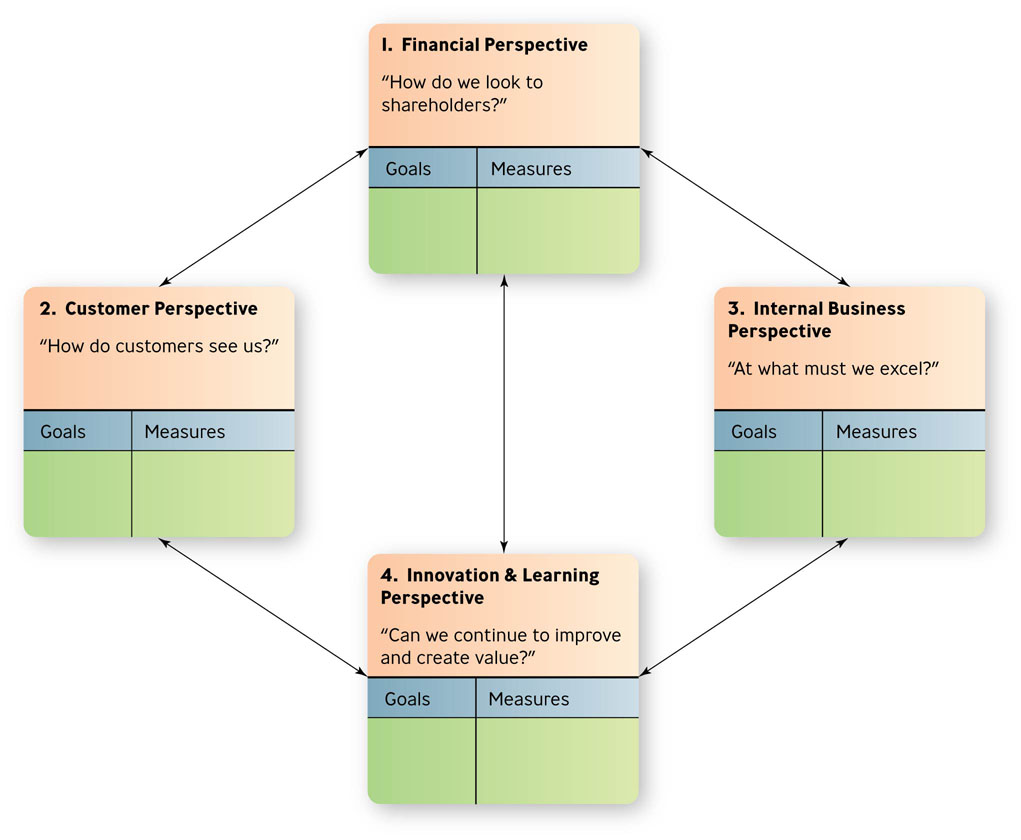 1. Financial Perspective
“How do we look to
shareholders?”
Goals Measures
2. Customer Perspective
“How do customers see us?”
Goals Measures
3. Internal Business
Perspective
“At what must we excel?”
Goals Measures
4. Innovation & Learning
Perspective
“Can we continue to improve
and create value?”
Goals Measures